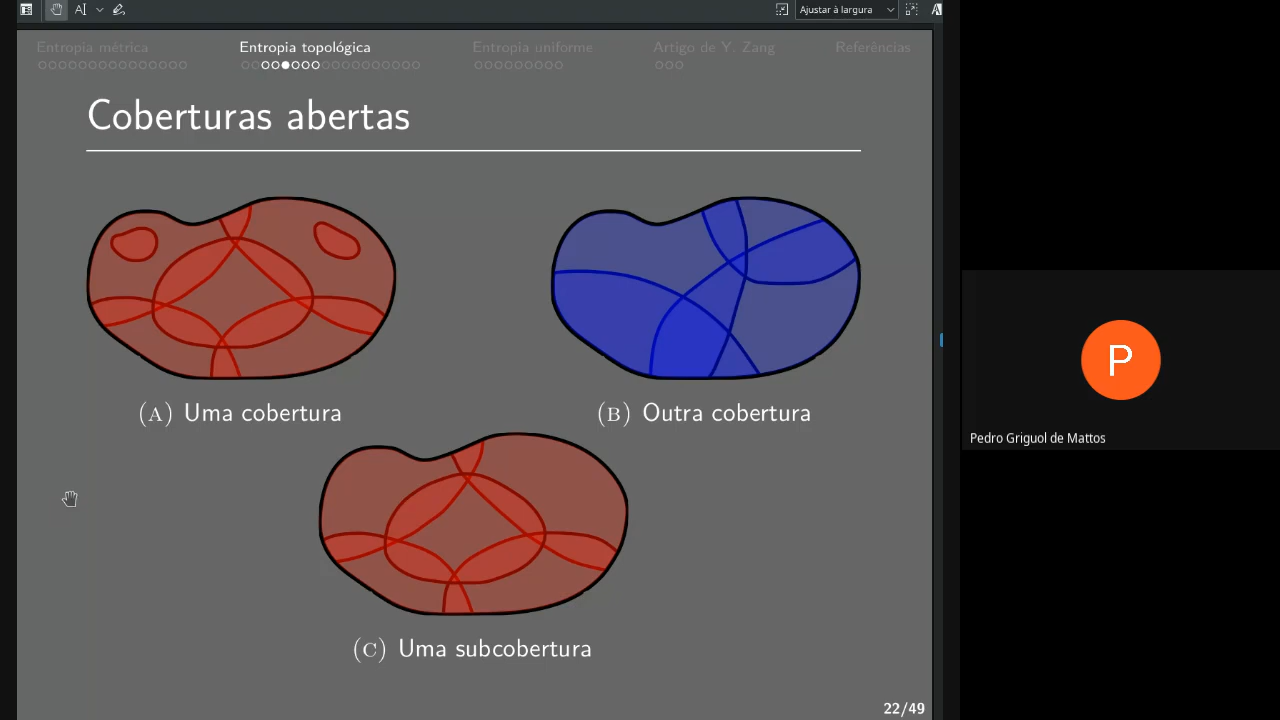 AI
Ajustar à largura
Entropia métrica Entropia topológica Entropia uniforme Artigo de Y. Zang Referências
Coberturas abertas
(A) Uma cobertura
(B) Outra cobertura
(C) Uma subcobertura
22/49
P
Pedro Griguol de Mattos